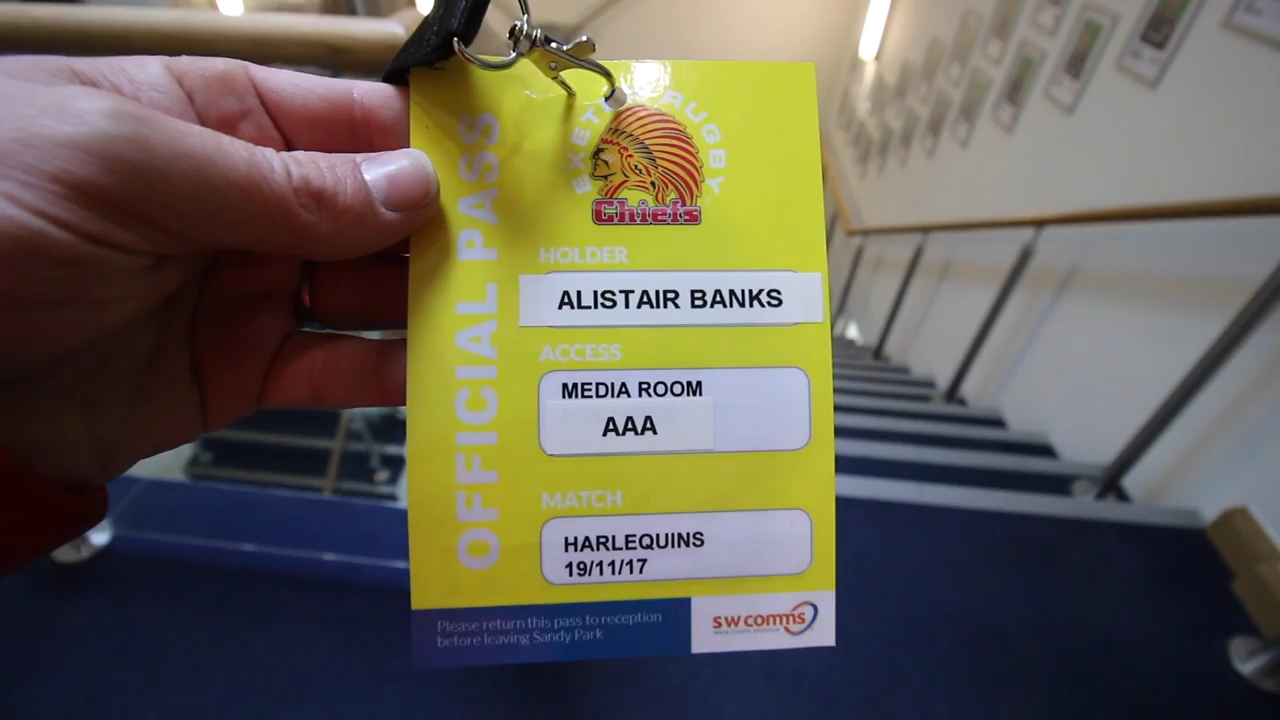 EXETER RUGBY
Chiefs
OFFICIAL PASS
HOLDER
ALISTAIR BANKS
ACCESS
MEDIA ROOM
AAA
MATCH
HARLEQUINS
19/11/17
Please return this pass to reception
before leaving Sandy Park
sw comms